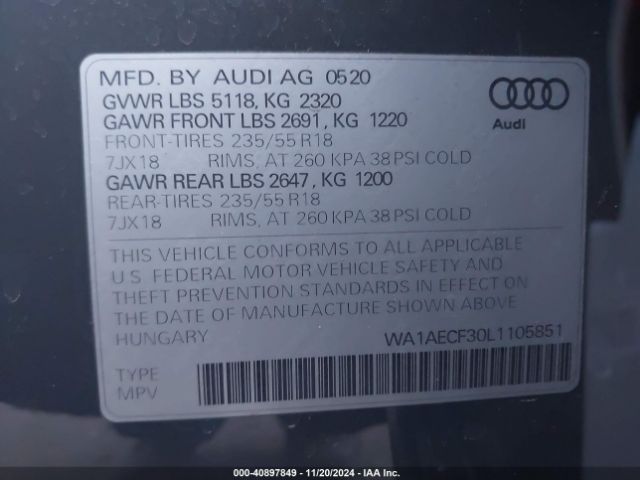 MFD. BY AUDI AG 0520
GVWR LBS 5118, KG 2320
GAWR FRONT LBS 2691, KG 1220
FRONT-TIRES 235/55 R18
7JX18 RIMS, AT 260 KPA 38 PSI COLD
GAWR REAR LBS 2647, KG 1200
REAR-TIRES 235/55 R18
7JX18 RIMS, AT 260 KPA 38 PSI COLD
Audi
THIS VEHICLE CONFORMS TO ALL APPLICABLE
U.S. FEDERAL MOTOR VEHICLE SAFETY AND
THEFT PREVENTION STANDARDS IN EFFECT ON
THE DATE OF MANUFACTURE SHOWN ABOVE.
HUNGARY
WA1AECF30L1105851
TYPE
MPV
000-40897849 - 11/20/2024 - IAA Inc.